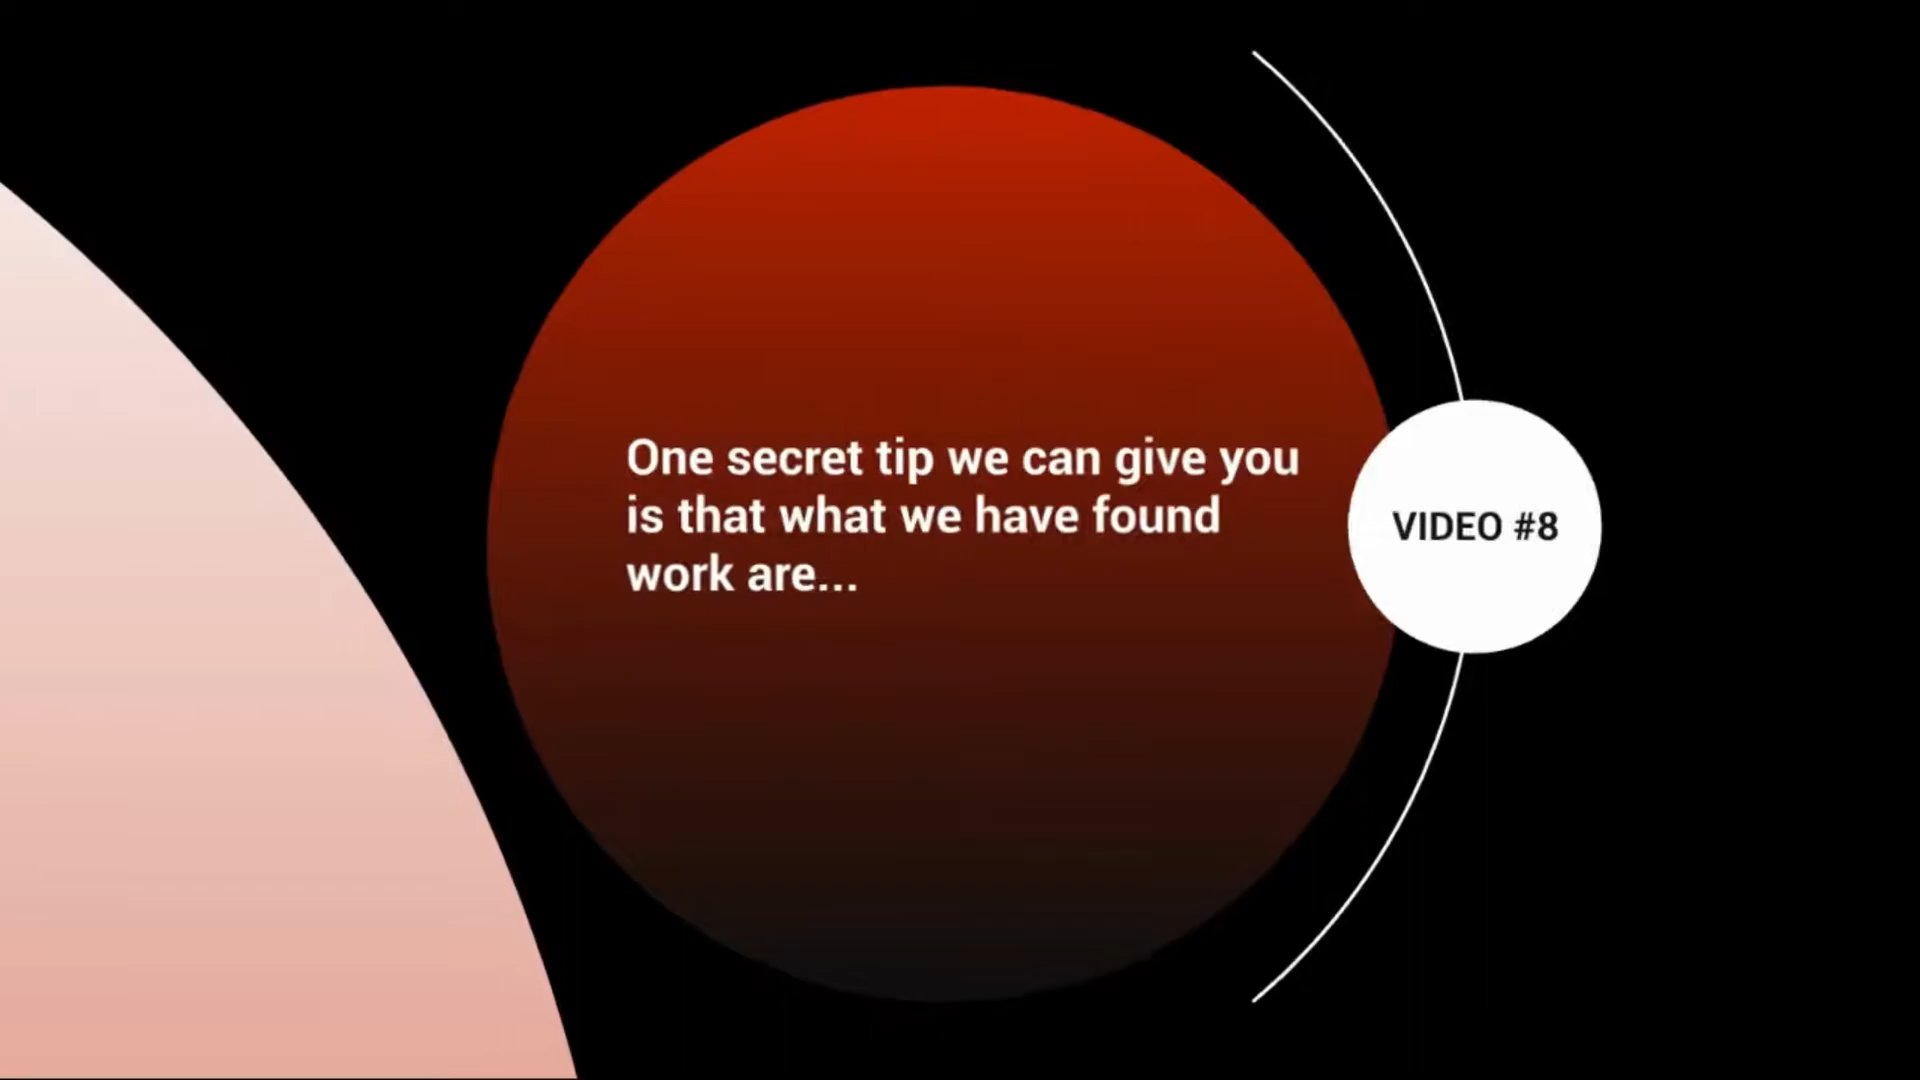 One secret tip we can give you
is that what we have found
work are...
VIDEO #8